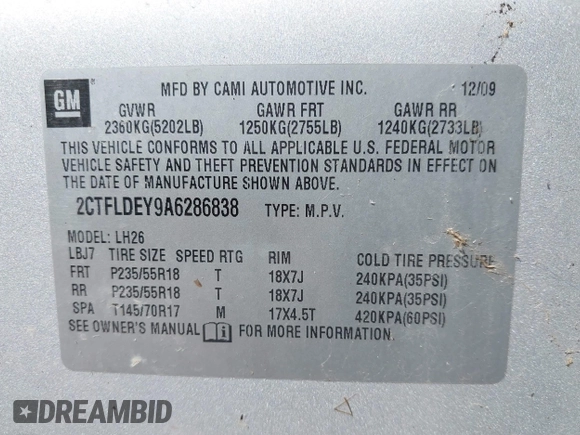 GM
MFD BY CAMI AUTOMOTIVE INC. 12/09
GVWR GAWR FRT GAWR RR
2360KG(5202LB) 1250KG(2755LB) 1240KG(2733LB)
THIS VEHICLE CONFORMS TO ALL APPLICABLE U.S. FEDERAL MOTOR
VEHICLE SAFETY AND THEFT PREVENTION STANDARDS IN EFFECT ON
THE DATE OF MANUFACTURE SHOWN ABOVE.
2CTFLDEY9A6286838 TYPE: M.P.V.
MODEL: LH26
LBJ7 TIRE SIZE SPEED RTG RIM COLD TIRE PRESSURE
FRT P235/55R18 T 18X7J 240KPA(35PSI)
RR P235/55R18 T 18X7J 240KPA(35PSI)
SPA T145/70R17 M 17X4.5T 420KPA(60PSI)
SEE OWNER'S MANUAL FOR MORE INFORMATION
DREAMBID